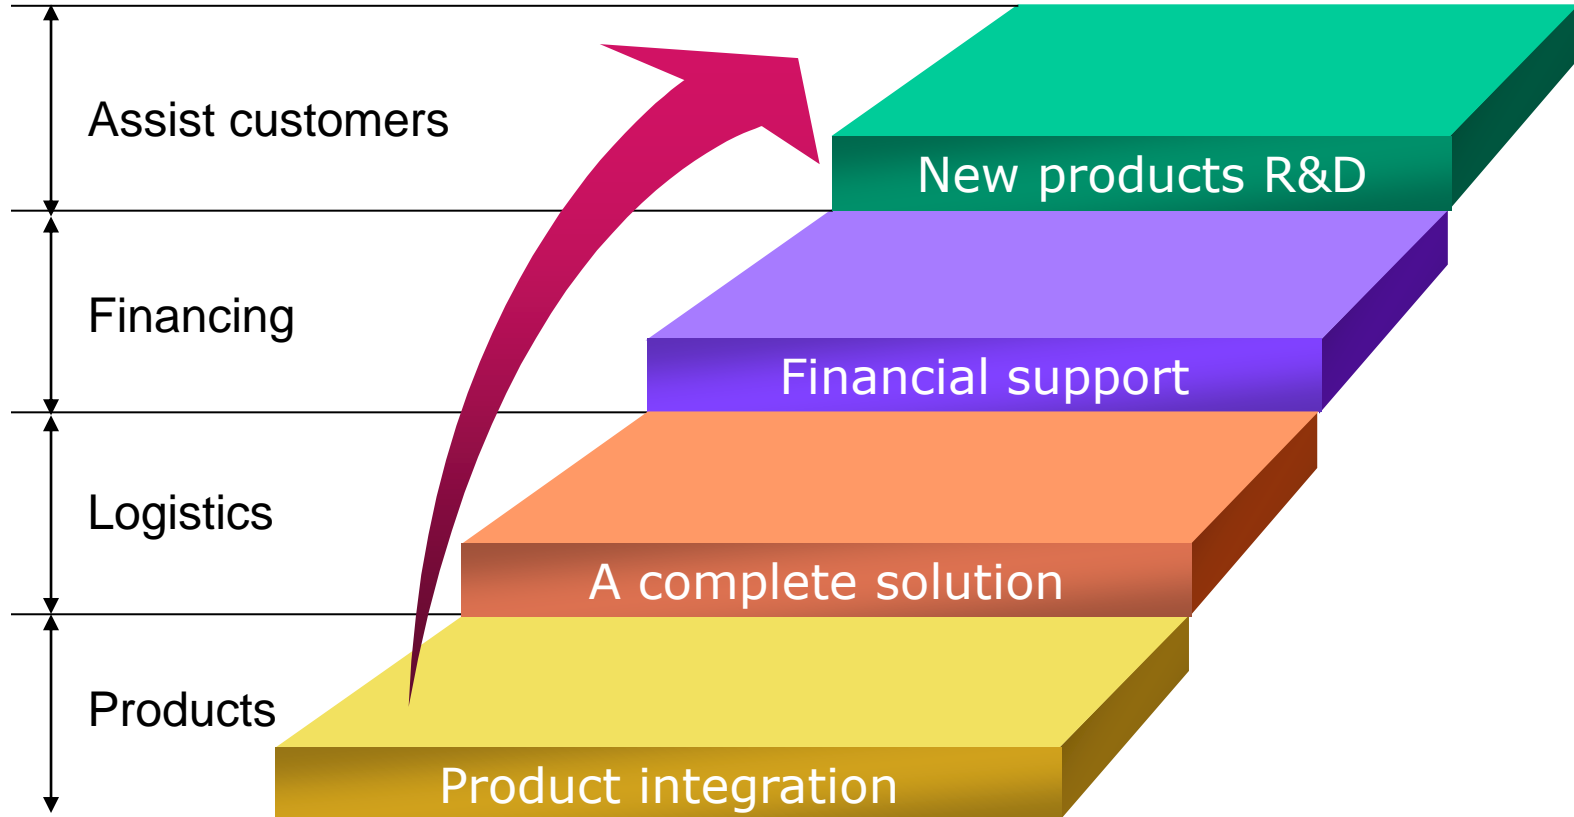 Assist customers
New products R&D
Financing
Financial support
Logistics
A complete solution
Products
Product integration